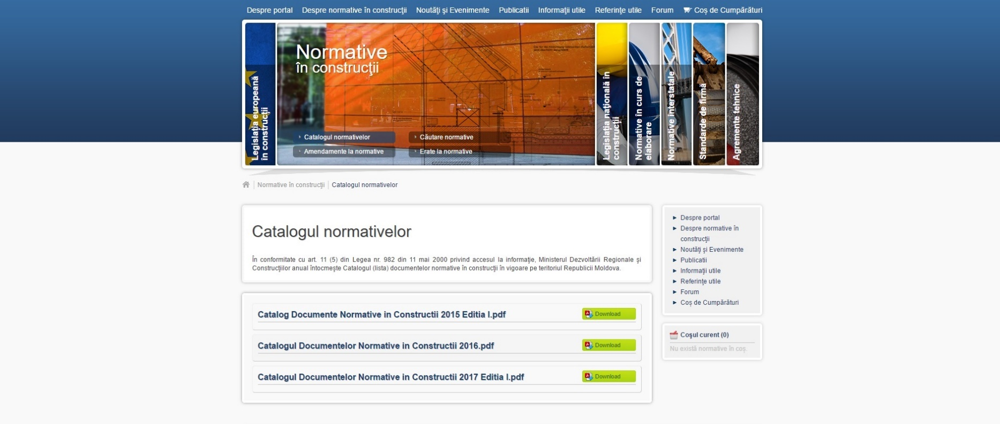 Despre portal Despre normative în construcţii Noutăţi şi Evenimente Publicatii Informaţii utile Referinţe utile Forum Coș de Cumpărături
Legislaţia europeană
în construcţii
Normative
în construcţii
Catalogul normativelor
Căutare normative
Amendamente la normative
Erate la normative
Legislaţia naţională în
construcţii
Normative în curs de
elaborare
Normative interstatale
Standarde de firmă
Agremente tehnice
Normative în construcţii Catalogul normativelor
Catalogul normativelor
În conformitate cu art. 11 (5) din Legea nr. 982 din 11 mai 2000 privind accesul la informaţie, Ministerul Dezvoltării Regionale şi
Construcţiilor anual întocmeşte Catalogul (lista) documentelor normative în construcţii în vigoare pe teritoriul Republicii Moldova.
Catalog Documente Normative in Constructii 2015 Editia I.pdf
Download
Catalogul Documentelor Normative in Constructii 2016.pdf
Download
Catalogul Documentelor Normative in Constructii 2017 Editia I.pdf
Download
Despre portal
Despre normative în
construcţii
Noutăţi şi Evenimente
Publicatii
Informaţii utile
Referinţe utile
Forum
Coș de Cumpărături
Coşul curent (0)
Nu există normative în coş.